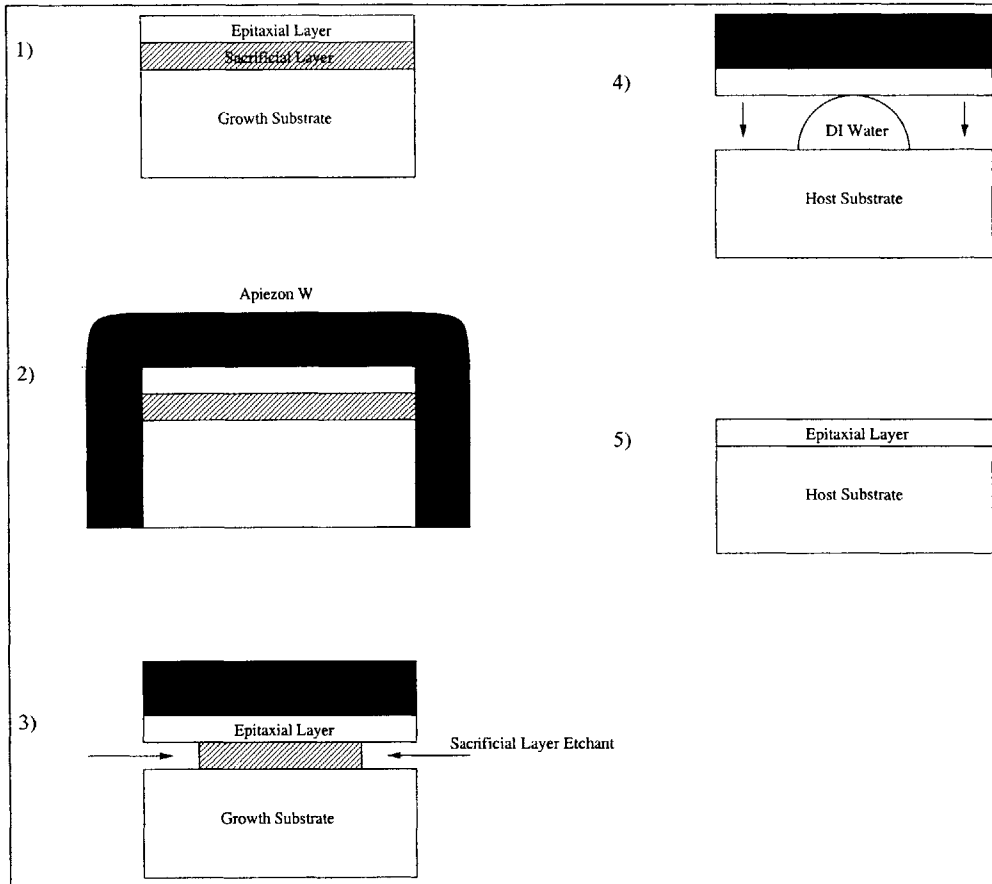 1)
Epitaxial Layer
Sacrificial Layer
Growth Substrate
Apiezon W
2)
3)
Epitaxial Layer
Sacrificial Layer Etchant
Growth Substrate
4)
DI Water
Host Substrate
5)
Epitaxial Layer
Host Substrate